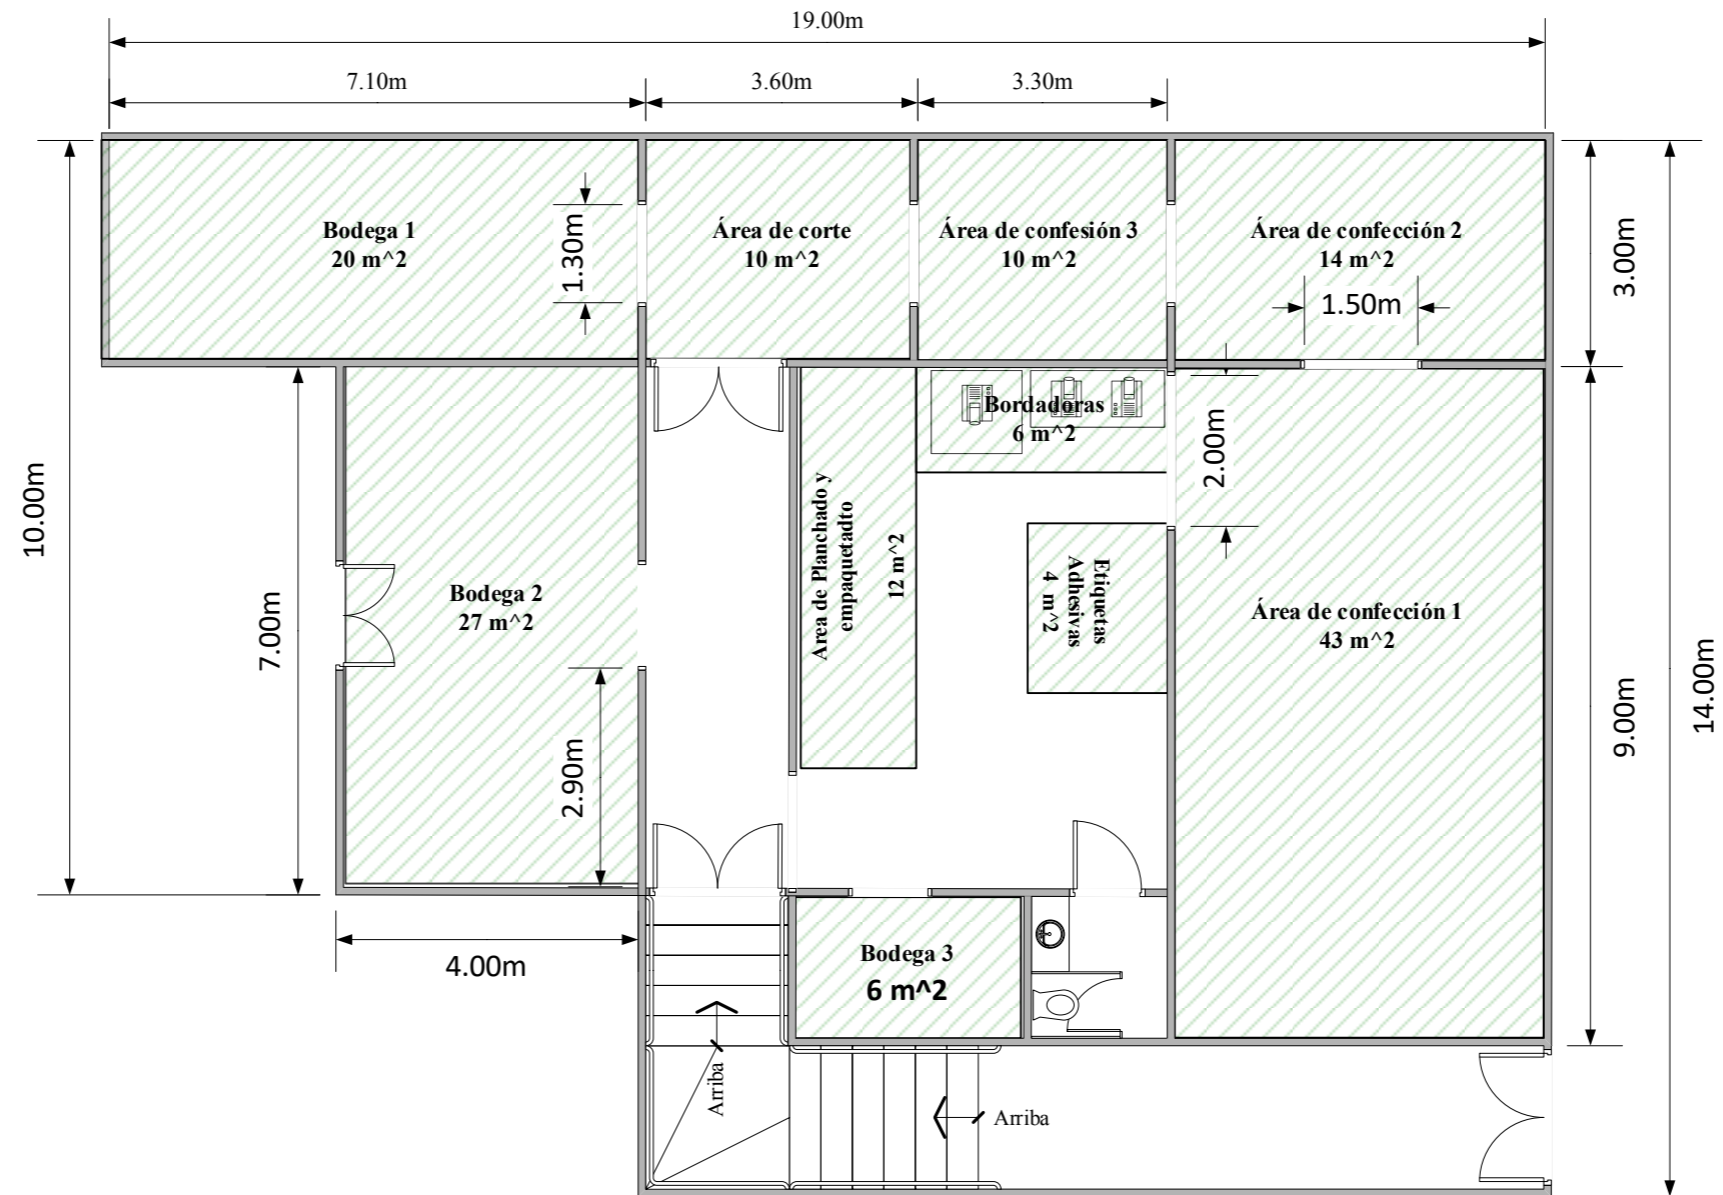 19.00m
7.10m
3.60m
3.30m
Bodega 1
20 m^2
1.30m
Área de corte
10 m^2
Área de confesión 3
10 m^2
Área de confección 2
14 m^2
1.50m
3.00m
Bordadoras
6 m^2
2.00m
10.00m
7.00m
Bodega 2
27 m^2
2.90m
Area de Planchado y
empaquetadto
12 m^2
Etiquetas
Adhesivas
4 m^2
Área de confección 1
43 m^2
9.00m
14.00m
4.00m
Bodega 3
6 m^2
Arriba
Arriba